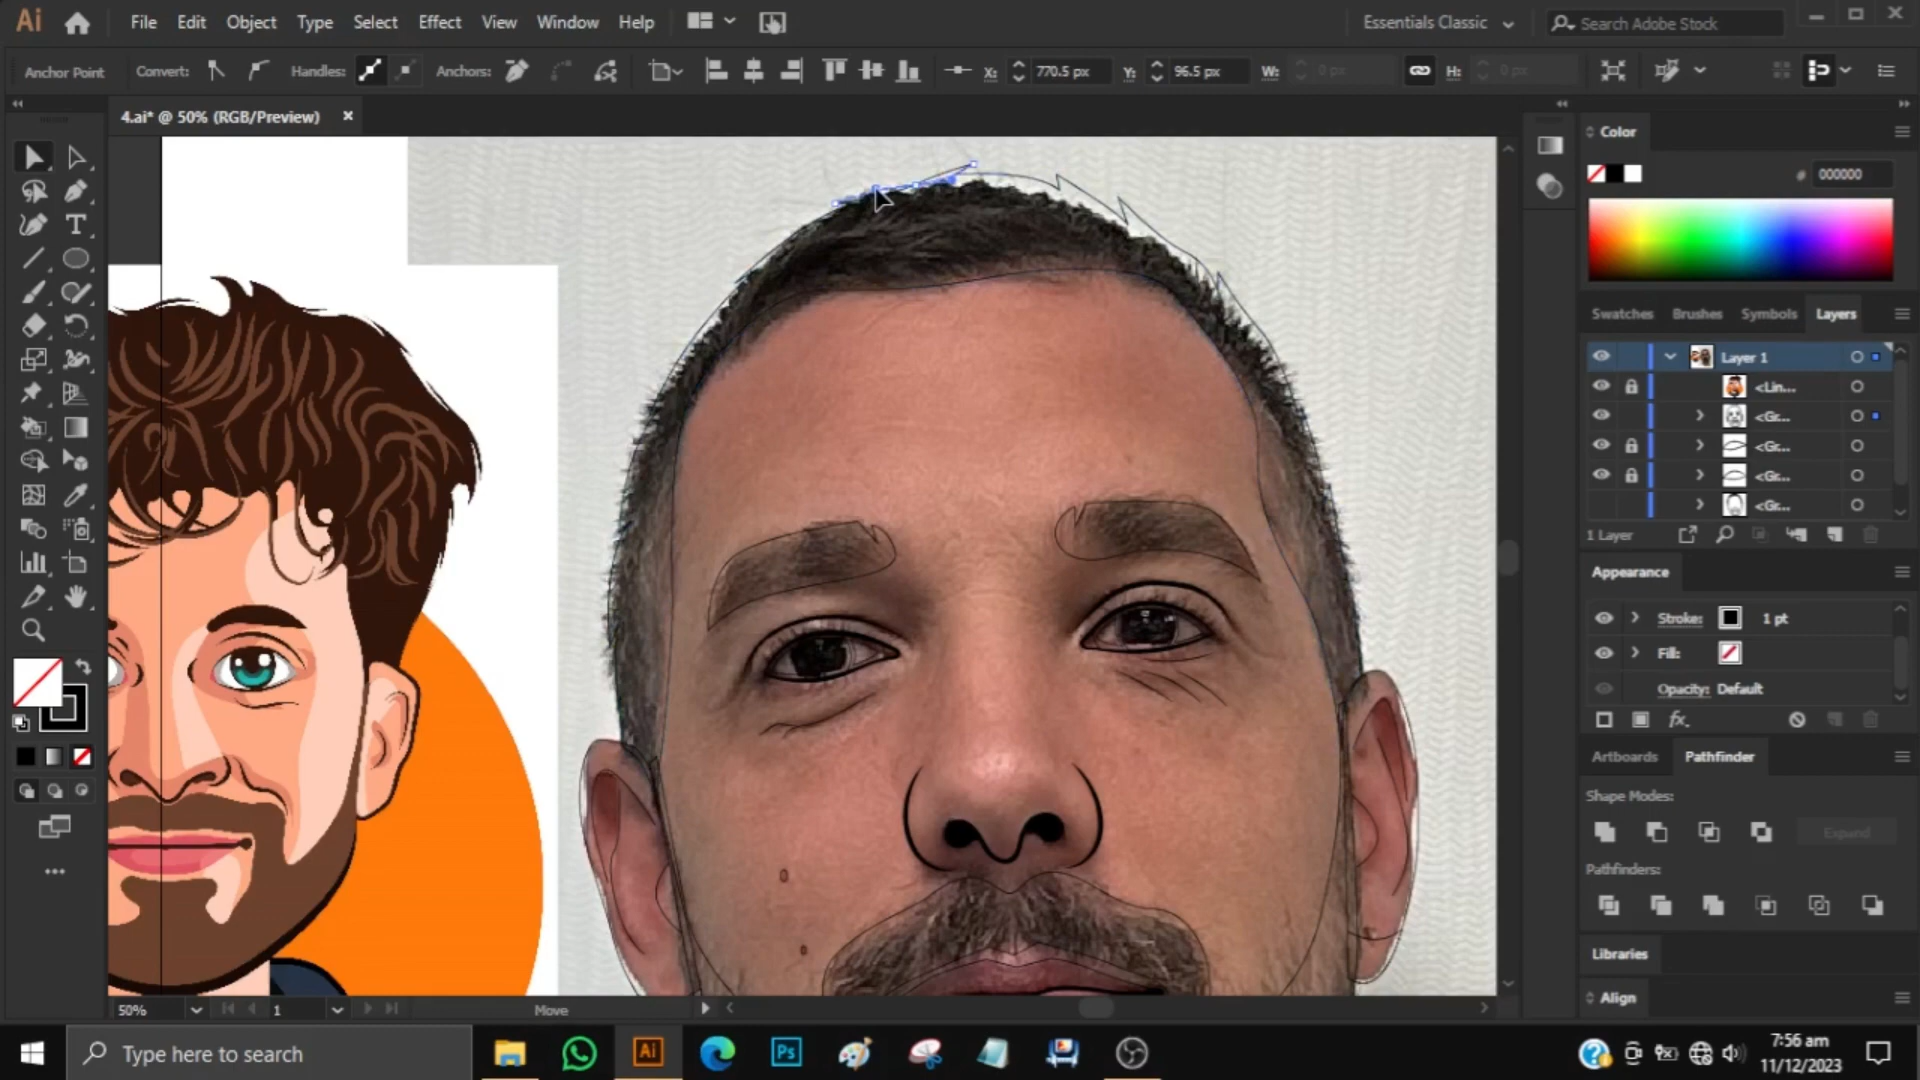 Ai File Edit Object Type Select Effect View Window Help Essentials Classic Search Adobe Stock
Anchor Point Convert: Handles: Anchors: X: 770.5 px Y: 96.5 px W: 0 px H: 0 px
4.ai* @ 50% (RGB/Preview)
Color
# 000000
Swatches Brushes Symbols Layers
Layer 1
<Lin...
<Gr...
<Gr...
<Gr...
<Gr...
1 Layer
Appearance
Stroke: 1 pt
Fill:
Opacity: Default
fx.
Artboards Pathfinder
Shape Modes:
Expand
Pathfinders:
Libraries
Align
50% 1 Move
Type here to search Ai Ps 7:56 am
11/12/2023